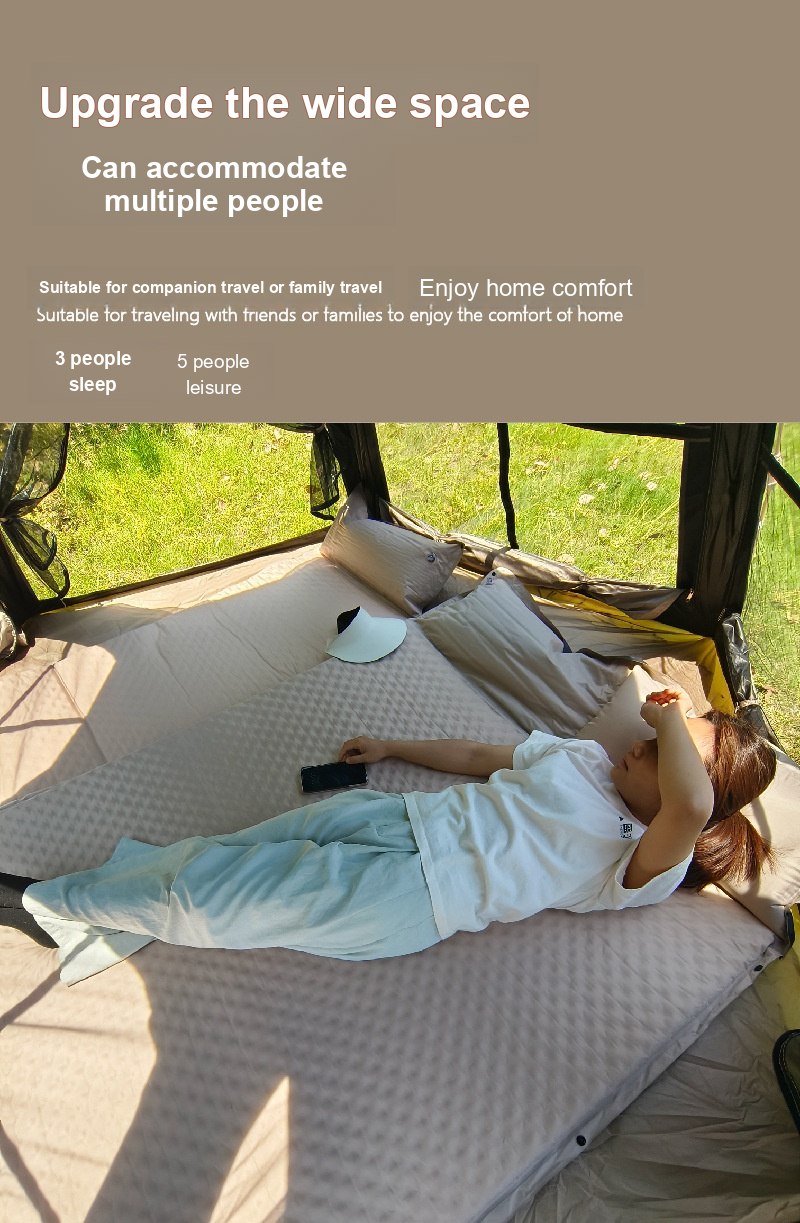 Upgrade the wide space
Can accommodate
multiple people
Suitable for companion travel or family travel
Enjoy home comfort
Suitable for traveling with friends or families to enjoy the comfort of home
3 people
sleep
5 people
leisure